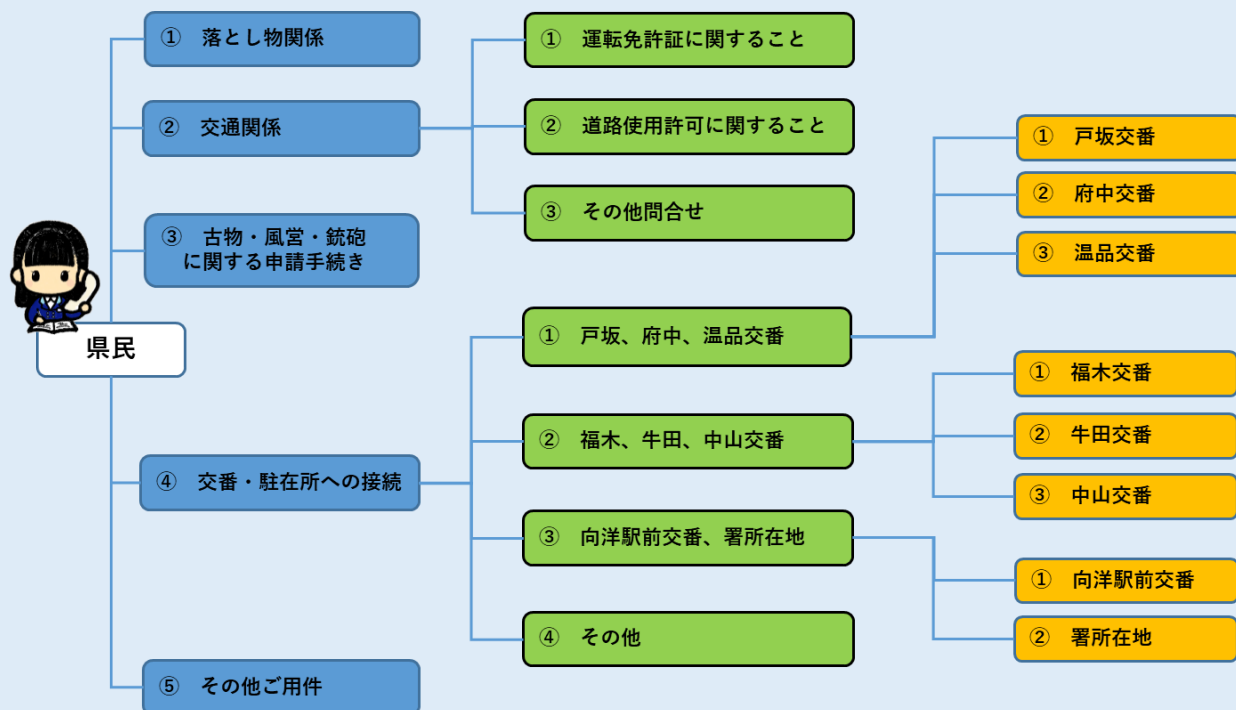 県民
① 落とし物関係
② 交通関係
③ 古物・風営・銃砲
に関する申請手続き
④ 交番・駐在所への接続
⑤ その他ご用件
① 運転免許証に関すること
② 道路使用許可に関すること
③ その他問合せ
① 戸坂、府中、温品交番
② 福木、牛田、中山交番
③ 向洋駅前交番、署所在地
④ その他
① 戸坂交番
② 府中交番
③ 温品交番
① 福木交番
② 牛田交番
③ 中山交番
① 向洋駅前交番
② 署所在地